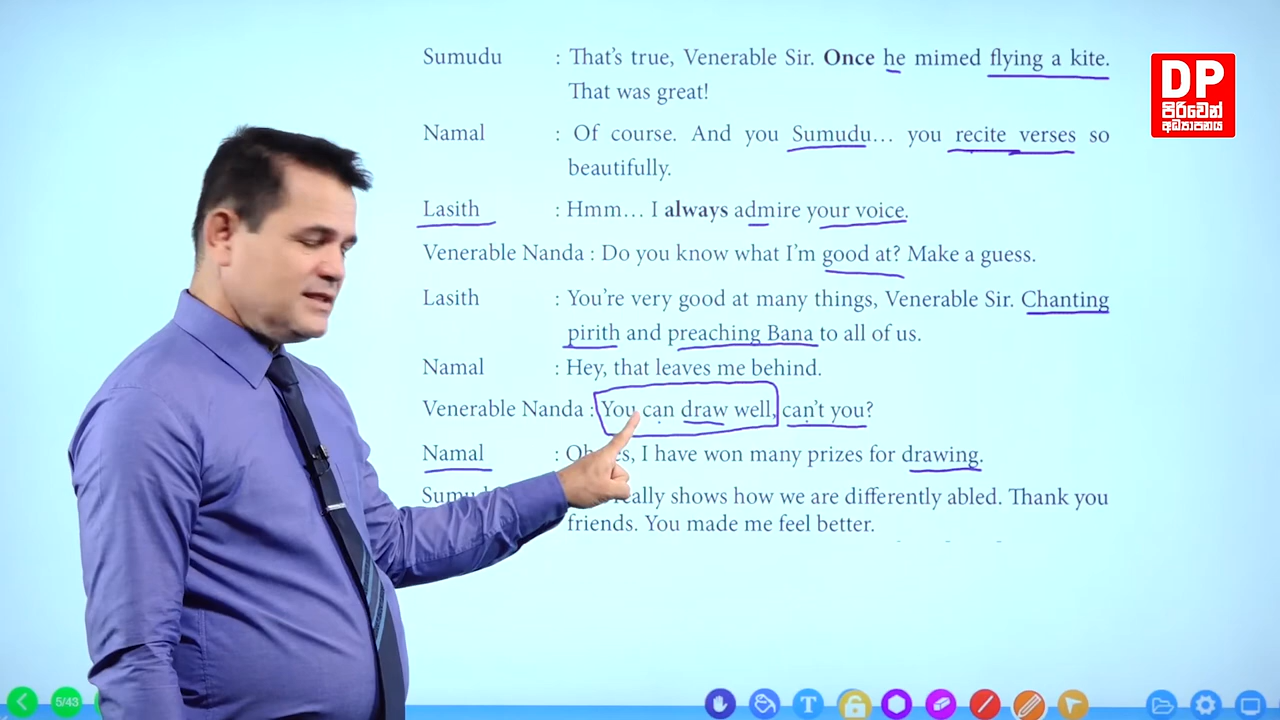 Sumudu : That's true, Venerable Sir. Once he mimed flying a kite.
That was great!
Namal : Of course. And you Sumudu... you recite verses so
beautifully.
Lasith : Hmm... I always admire your voice.
Venerable Nanda : Do you know what I'm good at? Make a guess.
Lasith : You're very good at many things, Venerable Sir. Chanting
pirith and preaching Bana to all of us.
Namal : Hey, that leaves me behind.
Venerable Nanda : You can draw well, can't you?
Namal : I have won many prizes for drawing.
shows how we are differently abled. Thank you
friends. You made me feel better.
DP
පිරිවෙන්
අධ්‍යාපනය
5/43
T